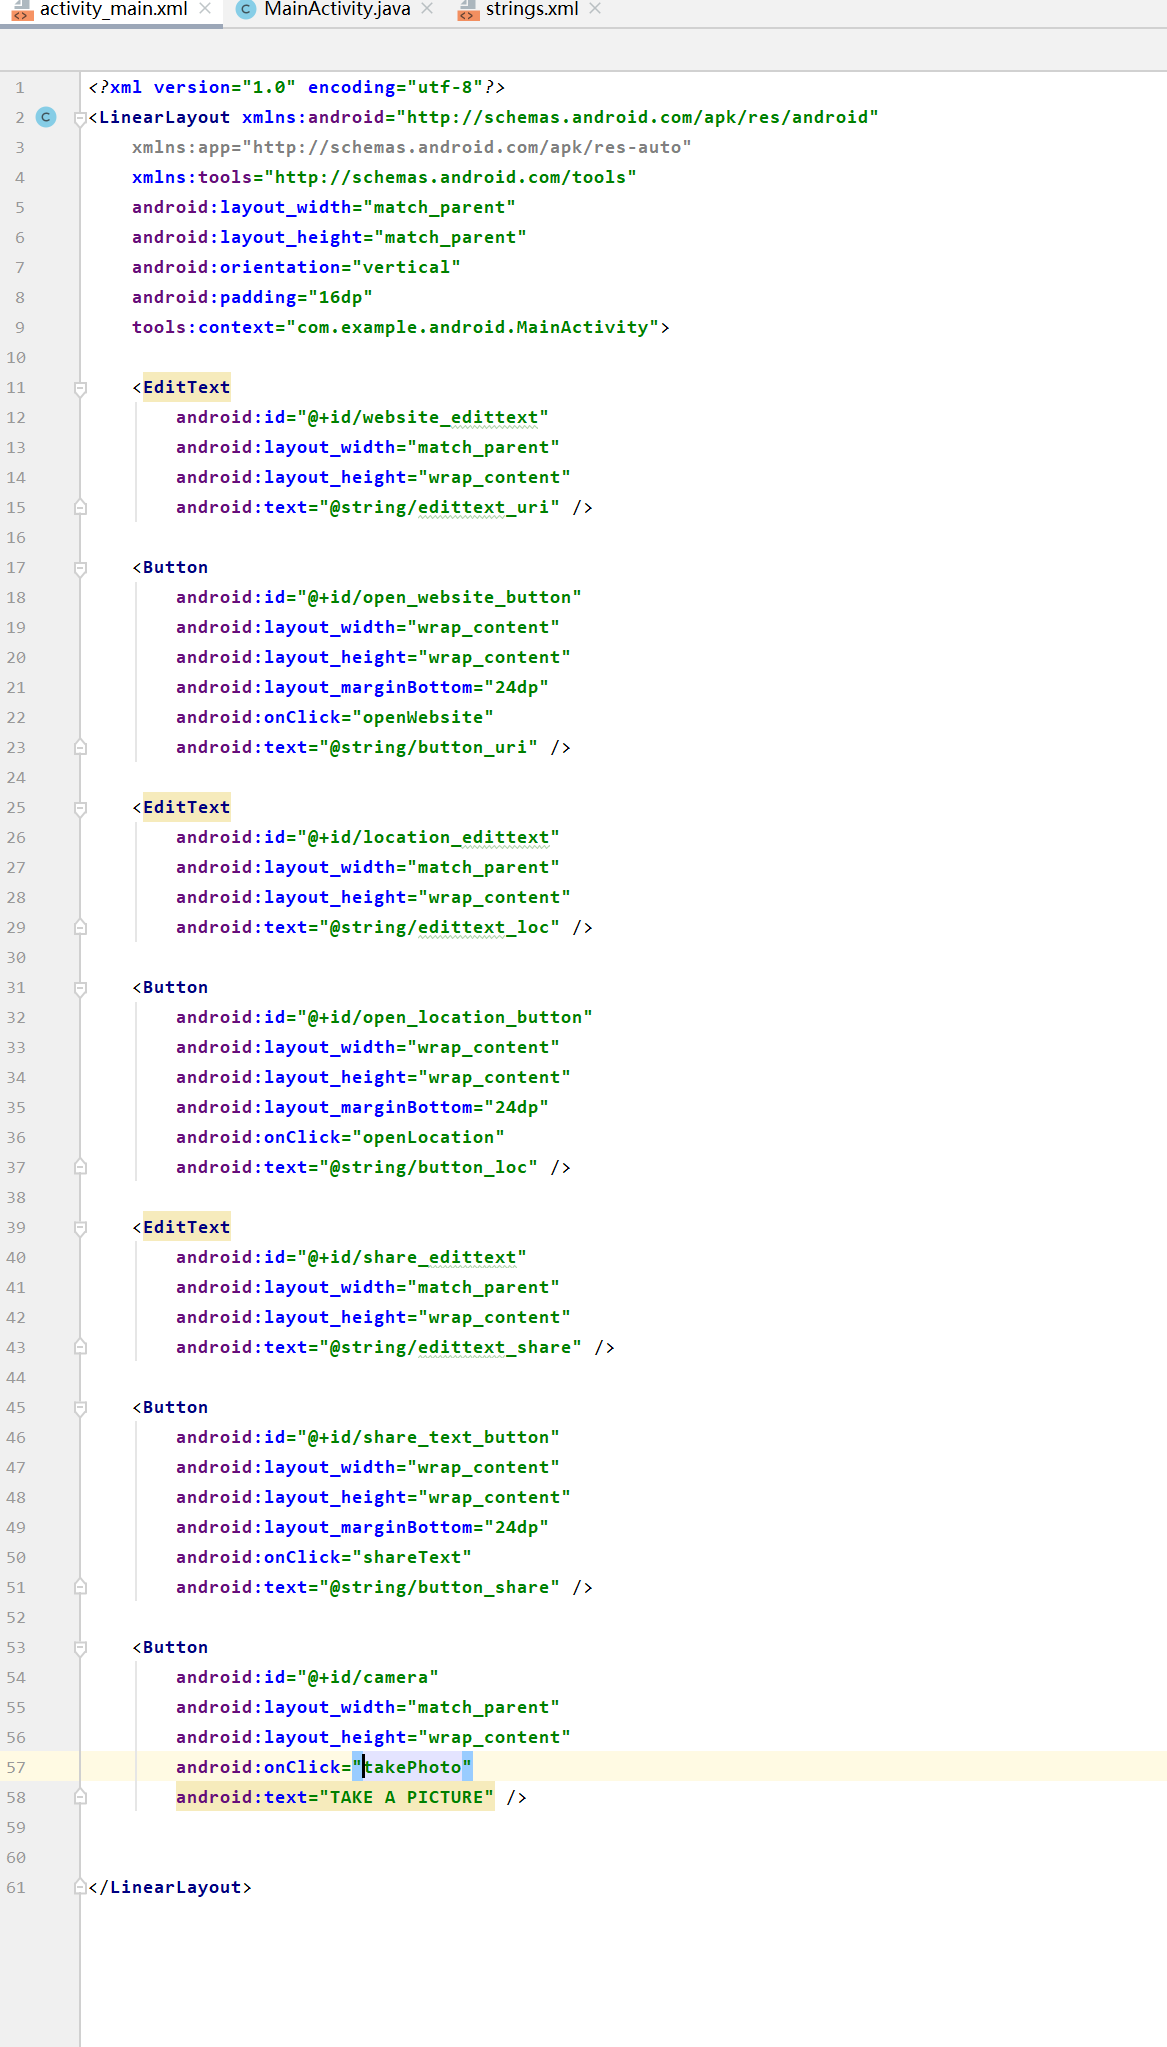 activity_main.xml × C MainActivity.java × strings.xml ×
1 <?xml version="1.0" encoding="utf-8"?>
2 C <LinearLayout xmlns:android="http://schemas.android.com/apk/res/android"
3 xmlns:app="http://schemas.android.com/apk/res-auto"
4 xmlns:tools="http://schemas.android.com/tools"
5 android:layout_width="match_parent"
6 android:layout_height="match_parent"
7 android:orientation="vertical"
8 android:padding="16dp"
9 tools:context="com.example.android.MainActivity">
10
11 <EditText
12 android:id="@+id/website_edittext"
13 android:layout_width="match_parent"
14 android:layout_height="wrap_content"
15 android:text="@string/edittext_uri" />
16
17 <Button
18 android:id="@+id/open_website_button"
19 android:layout_width="wrap_content"
20 android:layout_height="wrap_content"
21 android:layout_marginBottom="24dp"
22 android:onClick="openWebsite"
23 android:text="@string/button_uri" />
24
25 <EditText
26 android:id="@+id/location_edittext"
27 android:layout_width="match_parent"
28 android:layout_height="wrap_content"
29 android:text="@string/edittext_loc" />
30
31 <Button
32 android:id="@+id/open_location_button"
33 android:layout_width="wrap_content"
34 android:layout_height="wrap_content"
35 android:layout_marginBottom="24dp"
36 android:onClick="openLocation"
37 android:text="@string/button_loc" />
38
39 <EditText
40 android:id="@+id/share_edittext"
41 android:layout_width="match_parent"
42 android:layout_height="wrap_content"
43 android:text="@string/edittext_share" />
44
45 <Button
46 android:id="@+id/share_text_button"
47 android:layout_width="wrap_content"
48 android:layout_height="wrap_content"
49 android:layout_marginBottom="24dp"
50 android:onClick="shareText"
51 android:text="@string/button_share" />
52
53 <Button
54 android:id="@+id/camera"
55 android:layout_width="match_parent"
56 android:layout_height="wrap_content"
57 android:onClick="takePhoto"
58 android:text="TAKE A PICTURE" />
59
60
61 </LinearLayout>